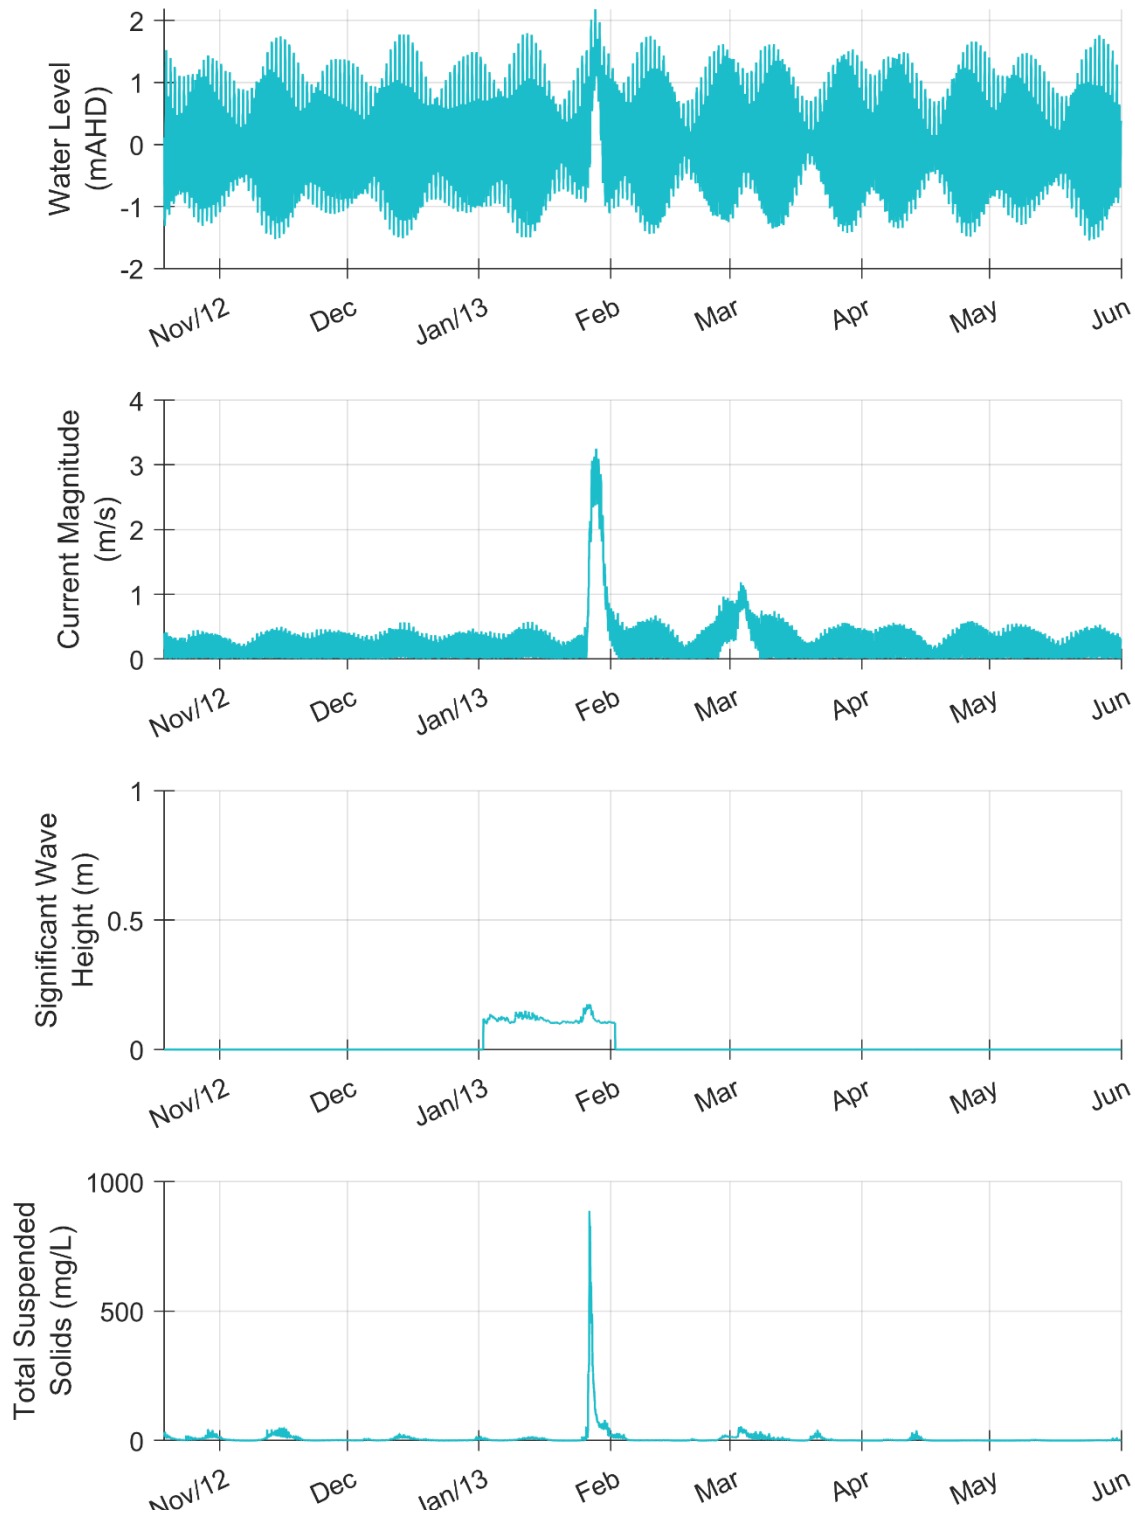 Water Level
(mAHD)
2
1
0
-1
-2
Nov/12
Dec
Jan/13
Feb
Mar
Apr
May
Jun
Current Magnitude
(m/s)
4
3
2
1
0
Nov/12
Dec
Jan/13
Feb
Mar
Apr
May
Jun
Significant Wave
Height (m)
1
0.5
0
Nov/12
Dec
Jan/13
Feb
Mar
Apr
May
Jun
Total Suspended
Solids (mg/L)
1000
500
0
Nov/12
Dec
Jan/13
Feb
Mar
Apr
May
Jun